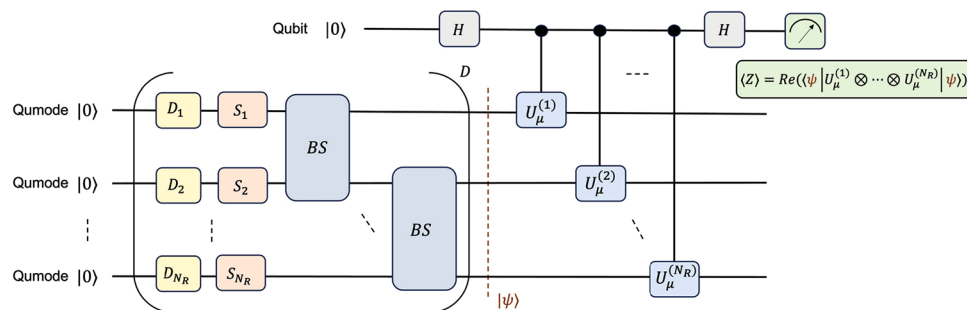 Qubit |0⟩ H H
D
⟨Z⟩ = Re(⟨ψ|U_μ^(1) ⊗ ⋯ ⊗ U_μ^(N_R)|ψ⟩)
Qumode |0⟩ D_1 S_1 BS U_μ^(1)
Qumode |0⟩ D_2 S_2 BS U_μ^(2)
Qumode |0⟩ D_{N_R} S_{N_R} U_μ^(N_R)
|ψ⟩